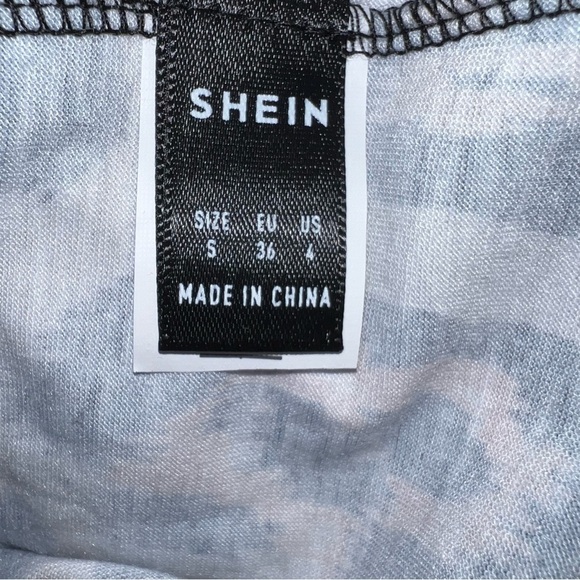 SHEIN
SIZE EU US
S 36 4
MADE IN CHINA